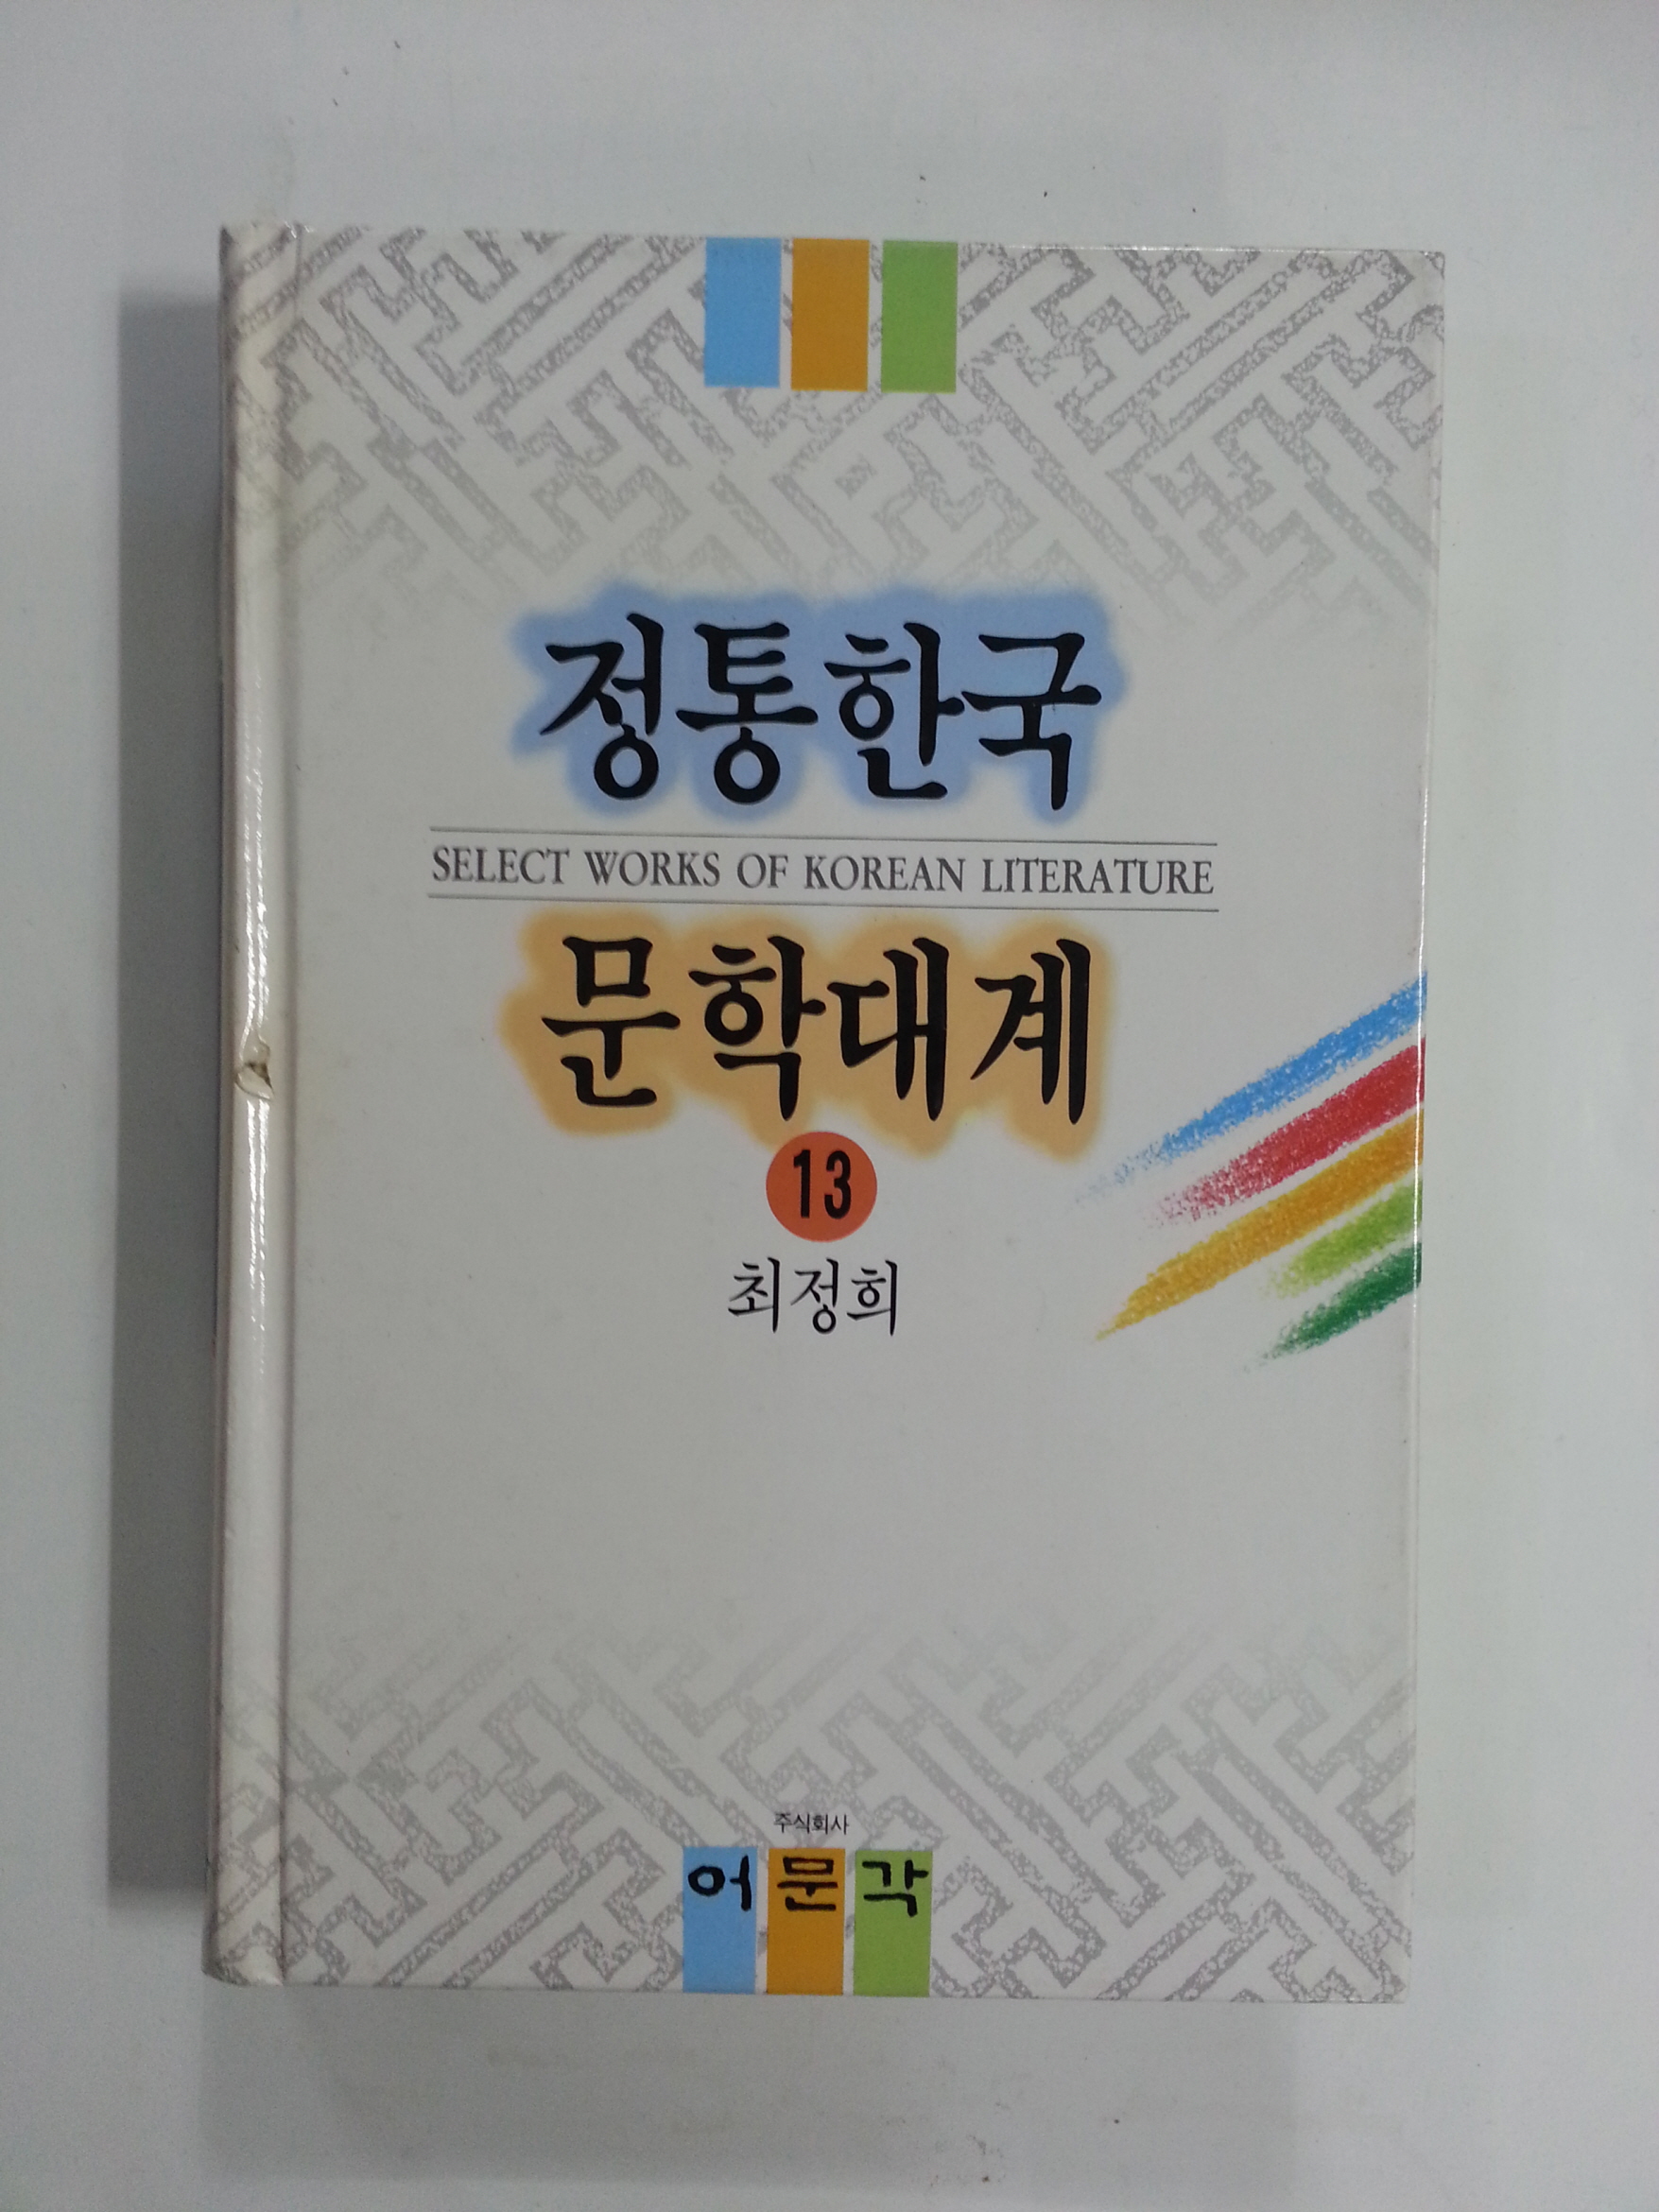 정통한국
SELECT WORKS OF KOREAN LITERATURE
문학대계
13
최정희
주식회사
어문각